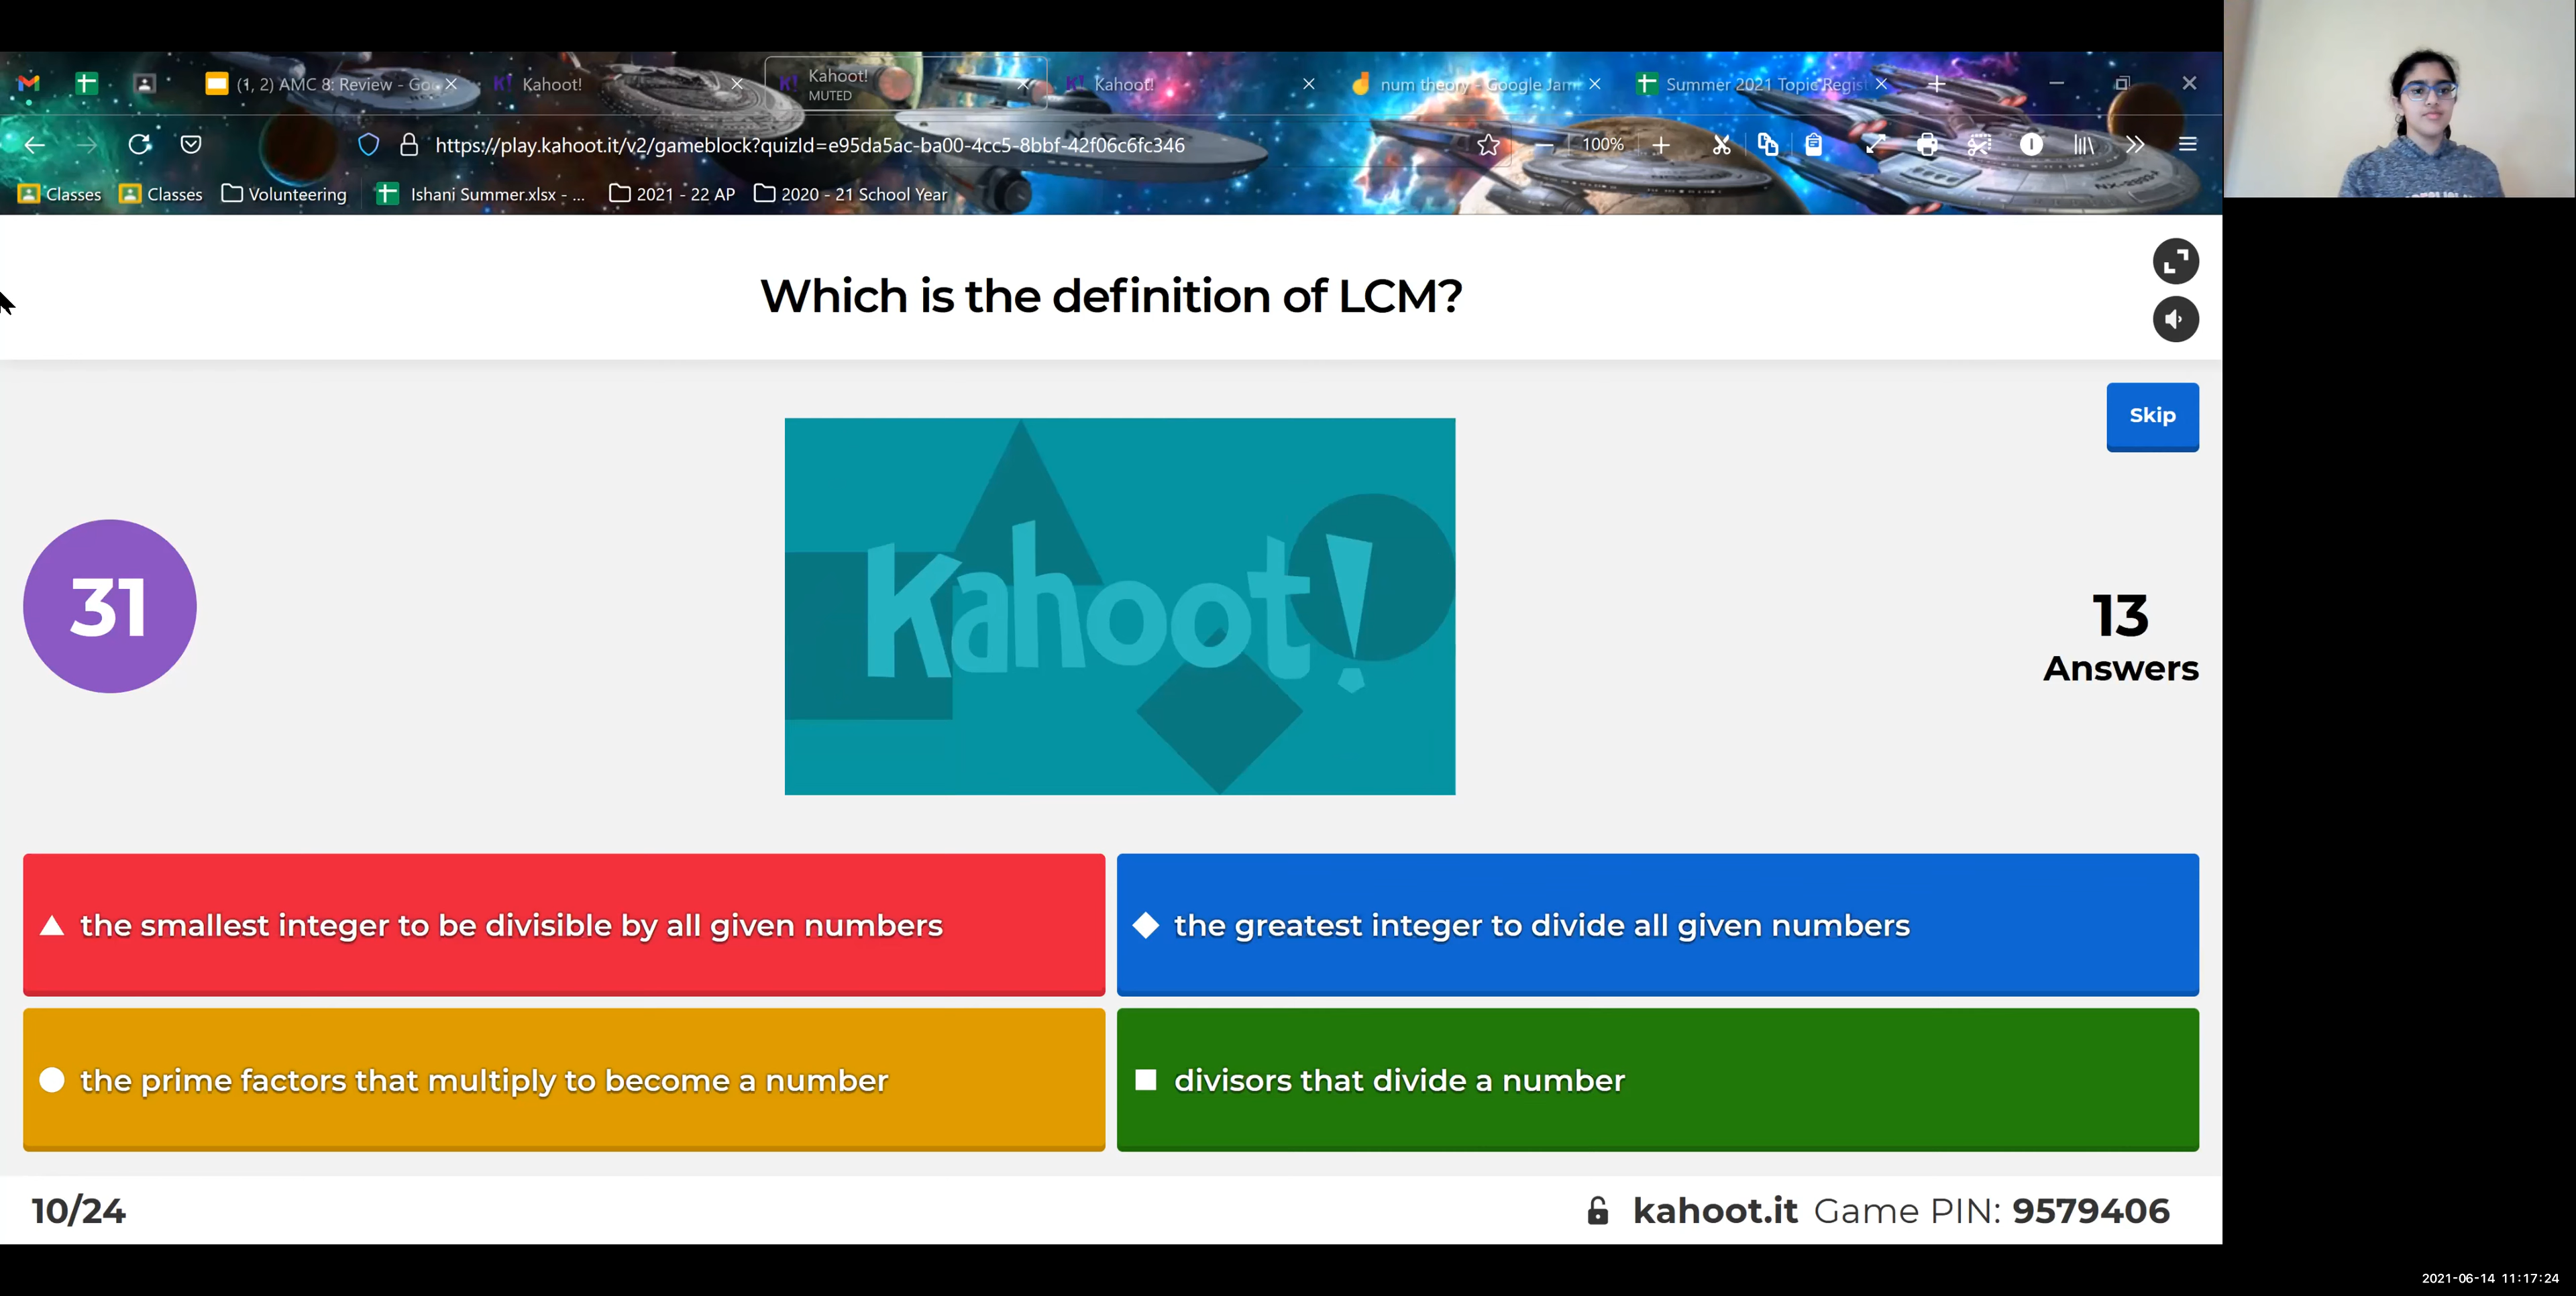 (1, 2) AMC 8: Review - Go
Kahoot!
Kahoot!
MUTED
Kahoot!
num theory - Google Jam
Summer 2021 Topic Regist
https://play.kahoot.it/v2/gameblock?quizId=e95da5ac-ba00-4cc5-8bbf-42f06c6fc346
100%
Classes
Classes
Volunteering
Ishani Summer.xlsx - ...
2021 - 22 AP
2020 - 21 School Year
Which is the definition of LCM?
Skip
31
Kahoot!
13
Answers
the smallest integer to be divisible by all given numbers
the greatest integer to divide all given numbers
the prime factors that multiply to become a number
divisors that divide a number
10/24
kahoot.it Game PIN: 9579406
2021-06-14 11:17:24